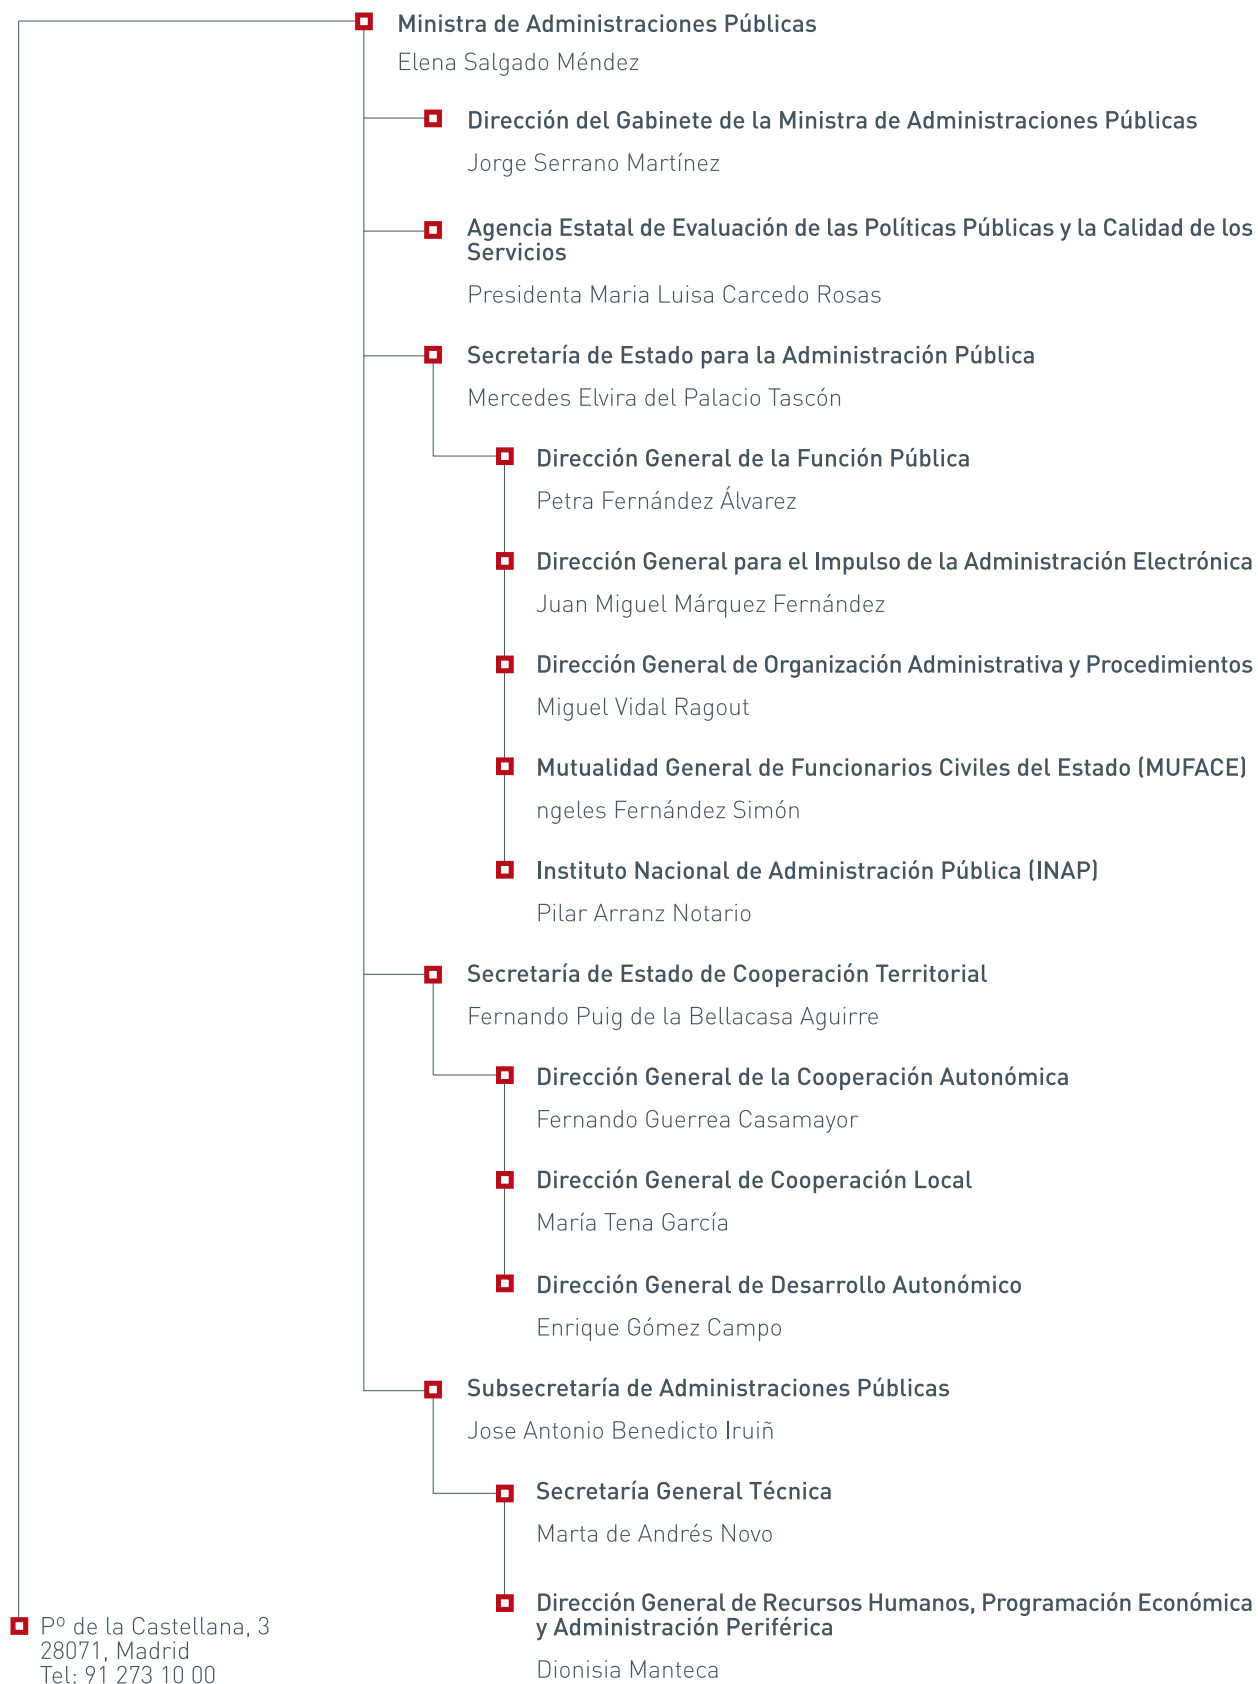 Ministra de Administraciones Públicas
Elena Salgado Méndez
Dirección del Gabinete de la Ministra de Administraciones Públicas
Jorge Serrano Martínez
Agencia Estatal de Evaluación de las Políticas Públicas y la Calidad de los
Servicios
Presidenta Maria Luisa Carcedo Rosas
Secretaría de Estado para la Administración Pública
Mercedes Elvira del Palacio Tascón
Dirección General de la Función Pública
Petra Fernández Álvarez
Dirección General para el Impulso de la Administración Electrónica
Juan Miguel Márquez Fernández
Dirección General de Organización Administrativa y Procedimientos
Miguel Vidal Ragout
Mutualidad General de Funcionarios Civiles del Estado (MUFACE)
ngeles Fernández Simón
Instituto Nacional de Administración Pública (INAP)
Pilar Arranz Notario
Secretaría de Estado de Cooperación Territorial
Fernando Puig de la Bellacasa Aguirre
Dirección General de la Cooperación Autonómica
Fernando Guerrea Casamayor
Dirección General de Cooperación Local
María Tena García
Dirección General de Desarrollo Autonómico
Enrique Gómez Campo
Subsecretaría de Administraciones Públicas
Jose Antonio Benedicto Iruiñ
Secretaría General Técnica
Marta de Andrés Novo
Dirección General de Recursos Humanos, Programación Económica
y Administración Periférica
Dionisia Manteca
Pº de la Castellana, 3
28071, Madrid
Tel: 91 273 10 00